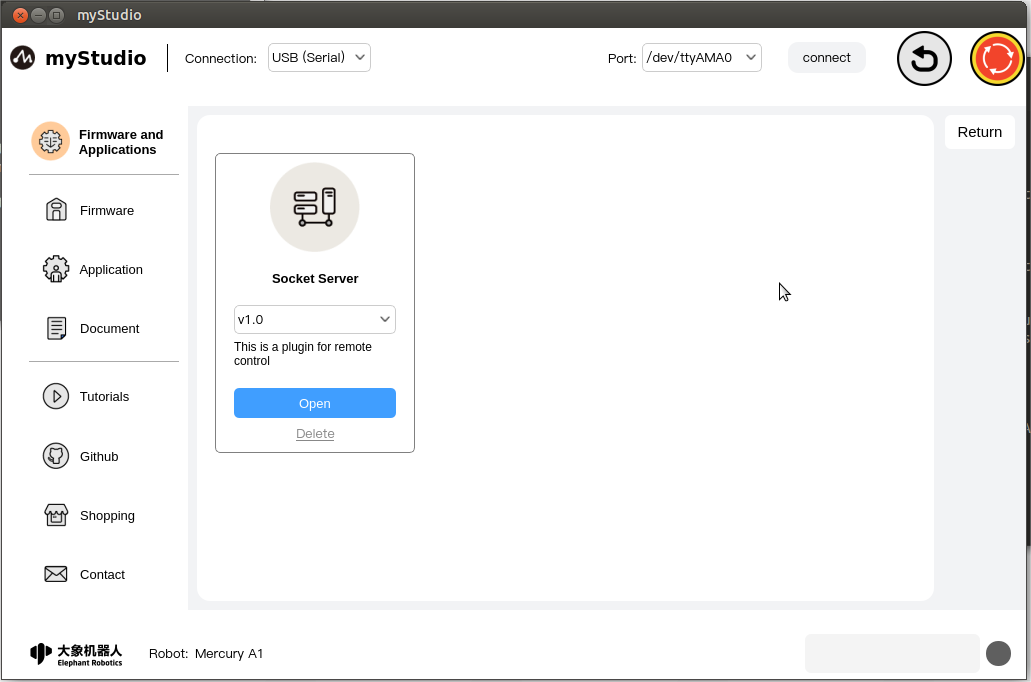 myStudio
myStudio
Connection:
USB (Serial)
Port:
/dev/ttyAMA0
connect
Return
Firmware and
Applications
Firmware
Application
Document
Tutorials
Github
Shopping
Contact
Socket Server
v1.0
This is a plugin for remote
control
Open
Delete
大象机器人
Elephant Robotics
Robot: Mercury A1